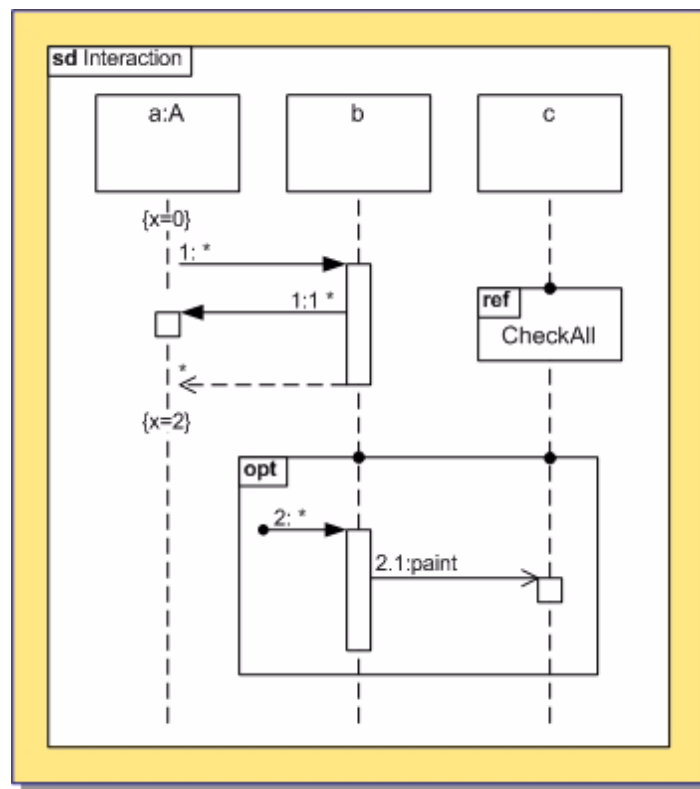 sd Interaction
a:A
b
c
{x=0}
1: *
1:1 *
ref
CheckAll
*
{x=2}
opt
2: *
2.1:paint